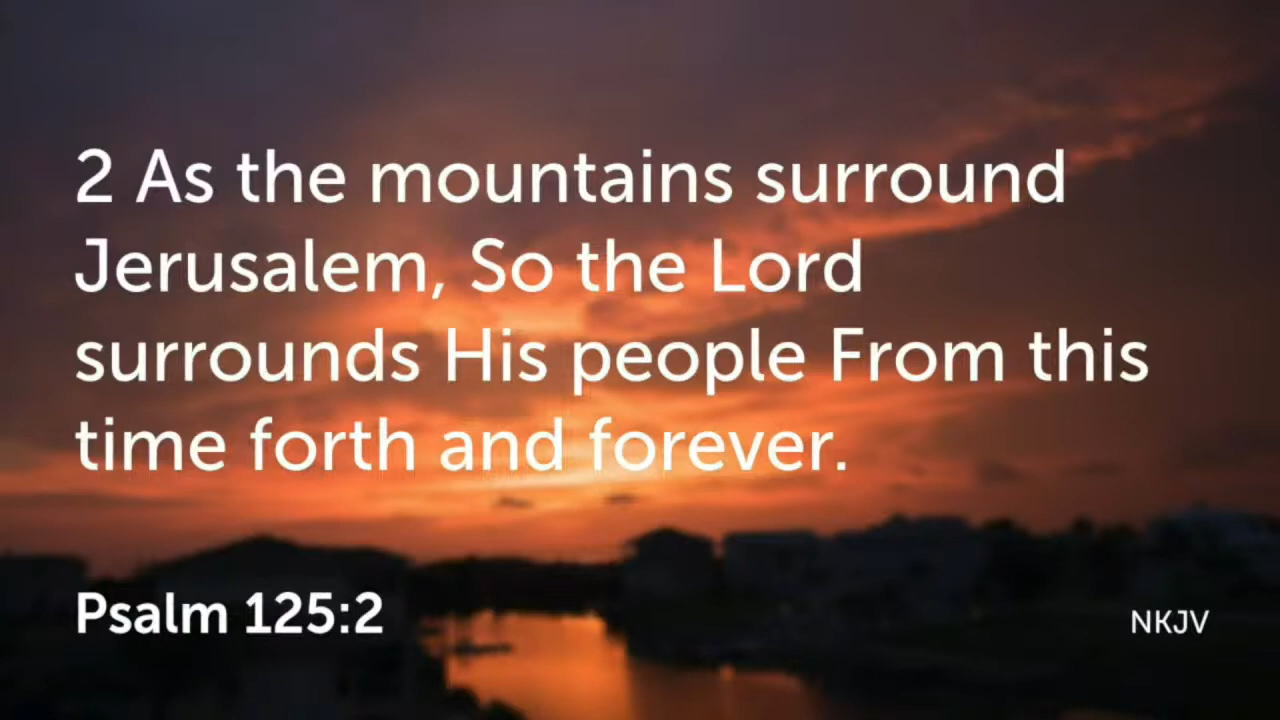 2 As the mountains surround
Jerusalem, So the Lord
surrounds His people From this
time forth and forever.
Psalm 125:2
NKJV